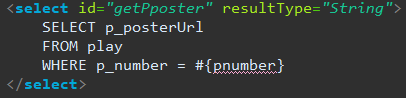 <select id="getPposter" resultType="String">
SELECT p_posterUrl
FROM play
WHERE p_number = #{pnumber}
</select>